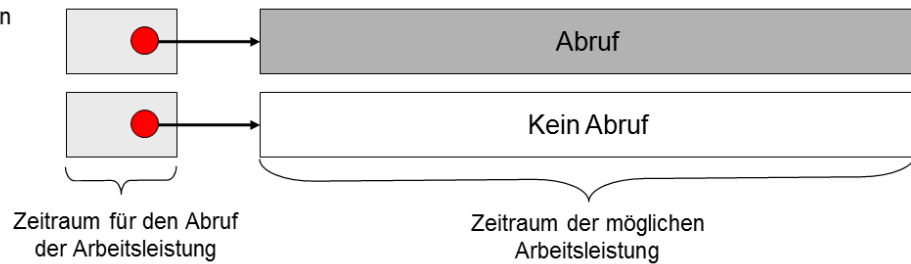 n
Abruf
Kein Abruf
Zeitraum für den Abruf
der Arbeitsleistung
Zeitraum der möglichen
Arbeitsleistung